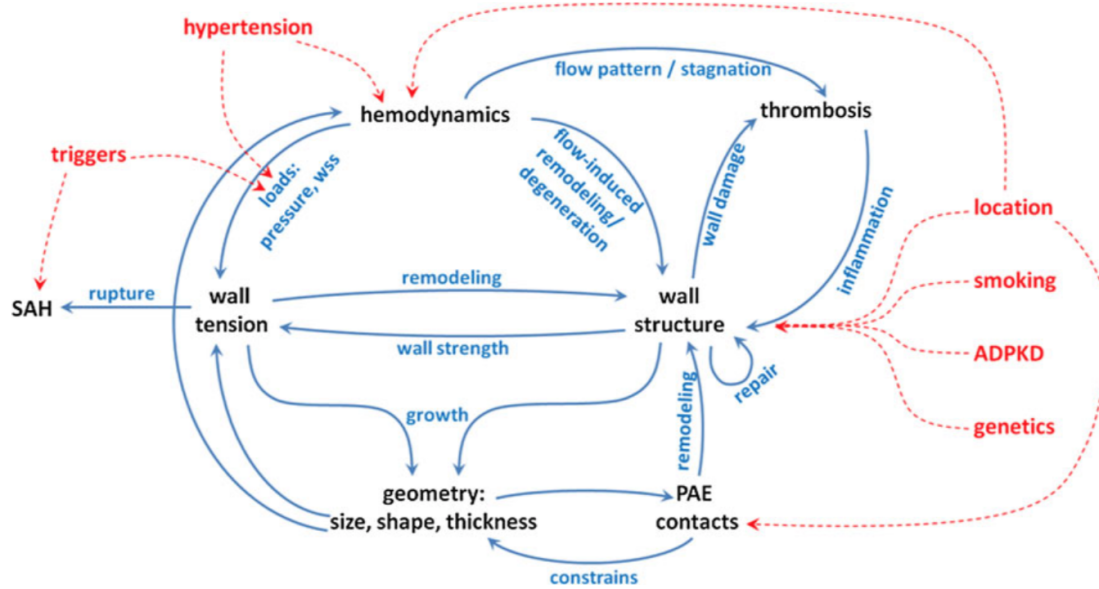 hypertension
flow pattern / stagnation
hemodynamics
thrombosis
triggers
loads:
pressure, wss
flow-induced
remodeling/
degeneration
wall damage
inflammation
location
SAH
rupture
wall
tension
remodeling
wall
structure
smoking
wall strength
ADPKD
repair
growth
remodeling
genetics
geometry:
size, shape, thickness
PAE
contacts
constrains